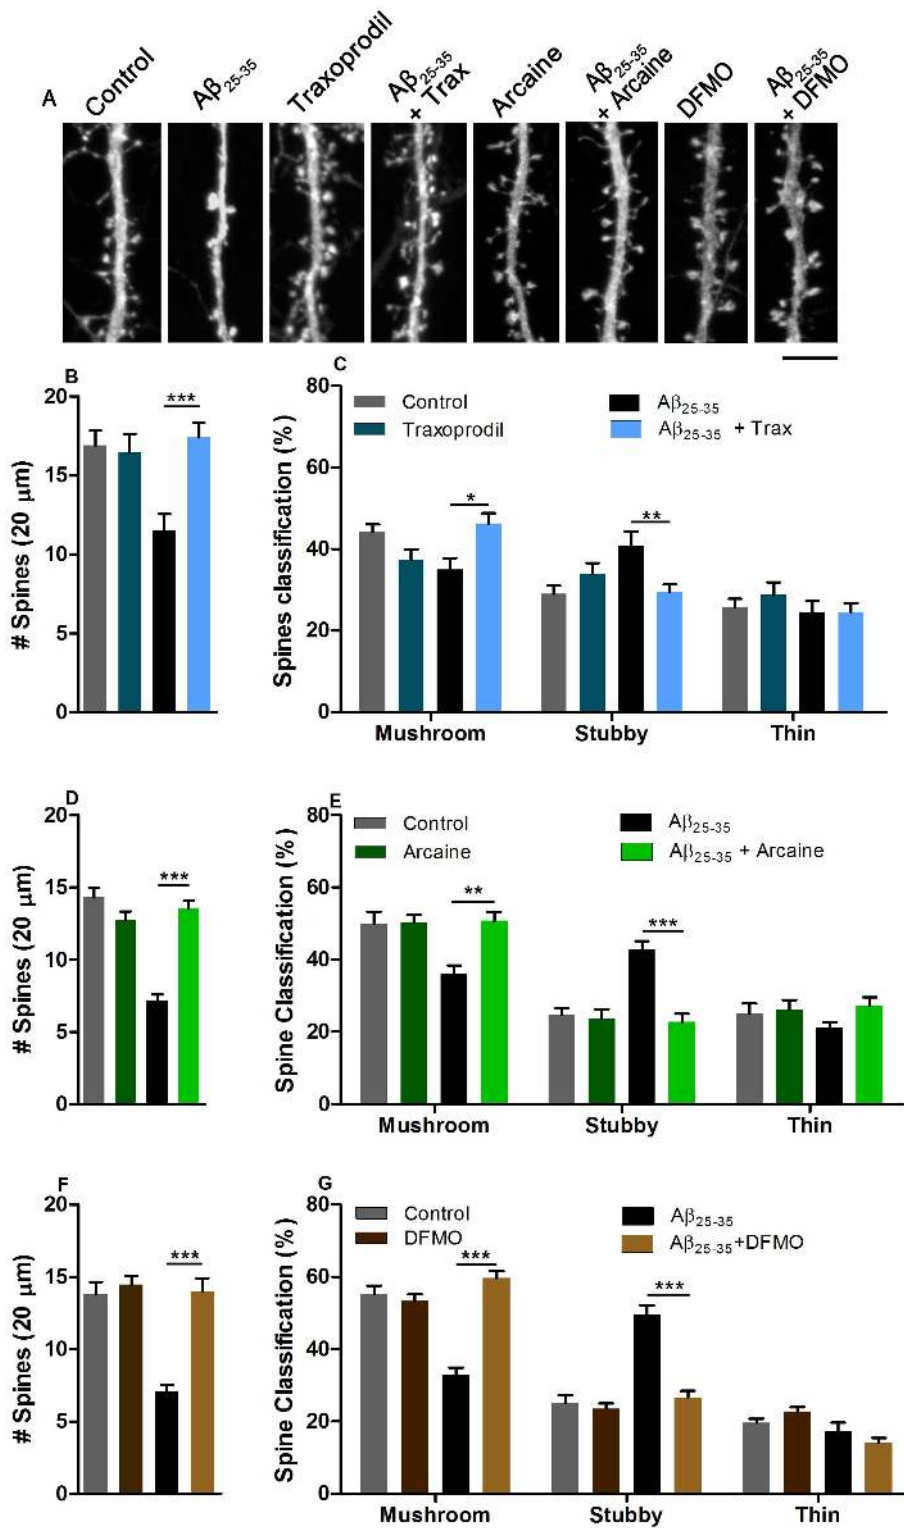 A
Control
Aβ25-35
Traxoprodil
Aβ25-35
+ Trax
Arcaine
Aβ25-35
+ Arcaine
DFMO
Aβ25-35
+ DFMO
B
# Spines (20 μm)
20
15
10
5
0
***
C
Spines classification (%)
80
60
40
20
0
Control
Traxoprodil
Aβ25-35
Aβ25-35 + Trax
*
**
Mushroom
Stubby
Thin
D
# Spines (20 μm)
20
15
10
5
0
***
E
Spine Classification (%)
80
60
40
20
0
Control
Arcaine
Aβ25-35
Aβ25-35 + Arcaine
**
***
Mushroom
Stubby
Thin
F
# Spines (20 μm)
20
15
10
5
0
***
G
Spine Classification (%)
80
60
40
20
0
Control
DFMO
Aβ25-35
Aβ25-35+DFMO
***
***
Mushroom
Stubby
Thin